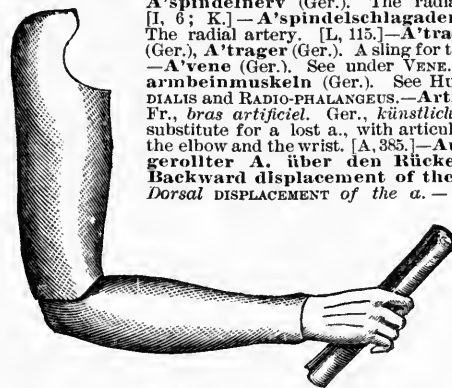 A'spindelnerv (Ger.). The radia
[I, 6; K.]—A'spindelschlagader
The radial artery. [L, 115.]—A'tra
(Ger.), A'trager (Ger.). A sling for t
—A'vene (Ger.). See under VENE.
armbeinmuskeln (Ger.). See HU
DIALIS and RADIO-PHALANGEUS.—Art
Fr., bras artificiel. Ger., künstlich
substitute for a lost a., with articul
the elbow and the wrist. [A, 385.]—Au
gerollter A. über den Rücke
Backward displacement of the
Dorsal DISPLACEMENT of the a.—